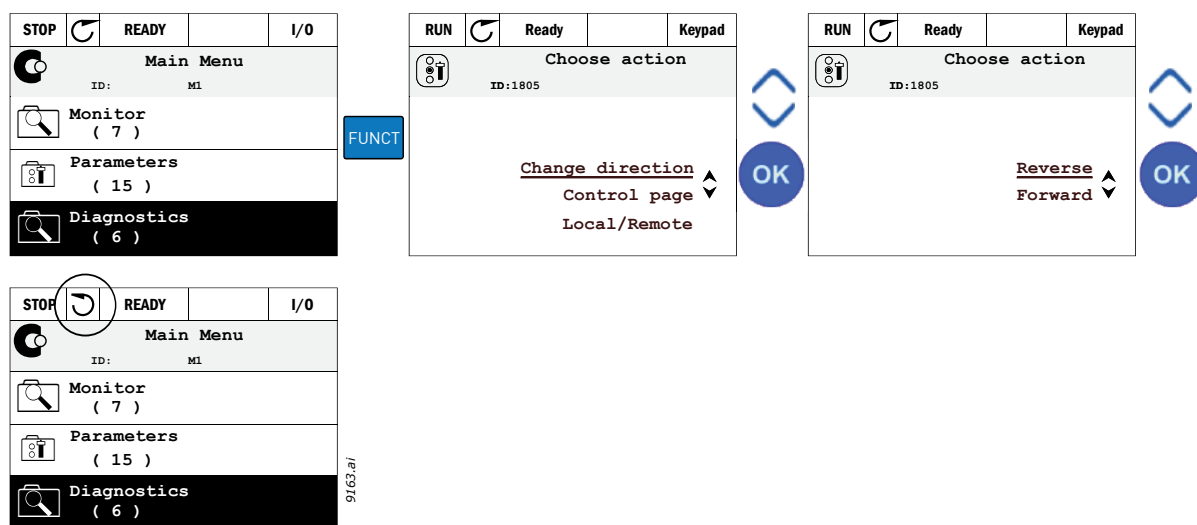 STOP READY I/O
Main Menu
ID: M1
Monitor
( 7 )
Parameters
( 15 )
Diagnostics
( 6 )
FUNCT
RUN Ready Keypad
Choose action
ID:1805
Change direction
Control page
Local/Remote
OK
RUN Ready Keypad
Choose action
ID:1805
Reverse
Forward
OK
STOP READY I/O
Main Menu
ID: M1
Monitor
( 7 )
Parameters
( 15 )
Diagnostics
( 6 )
9163.ai